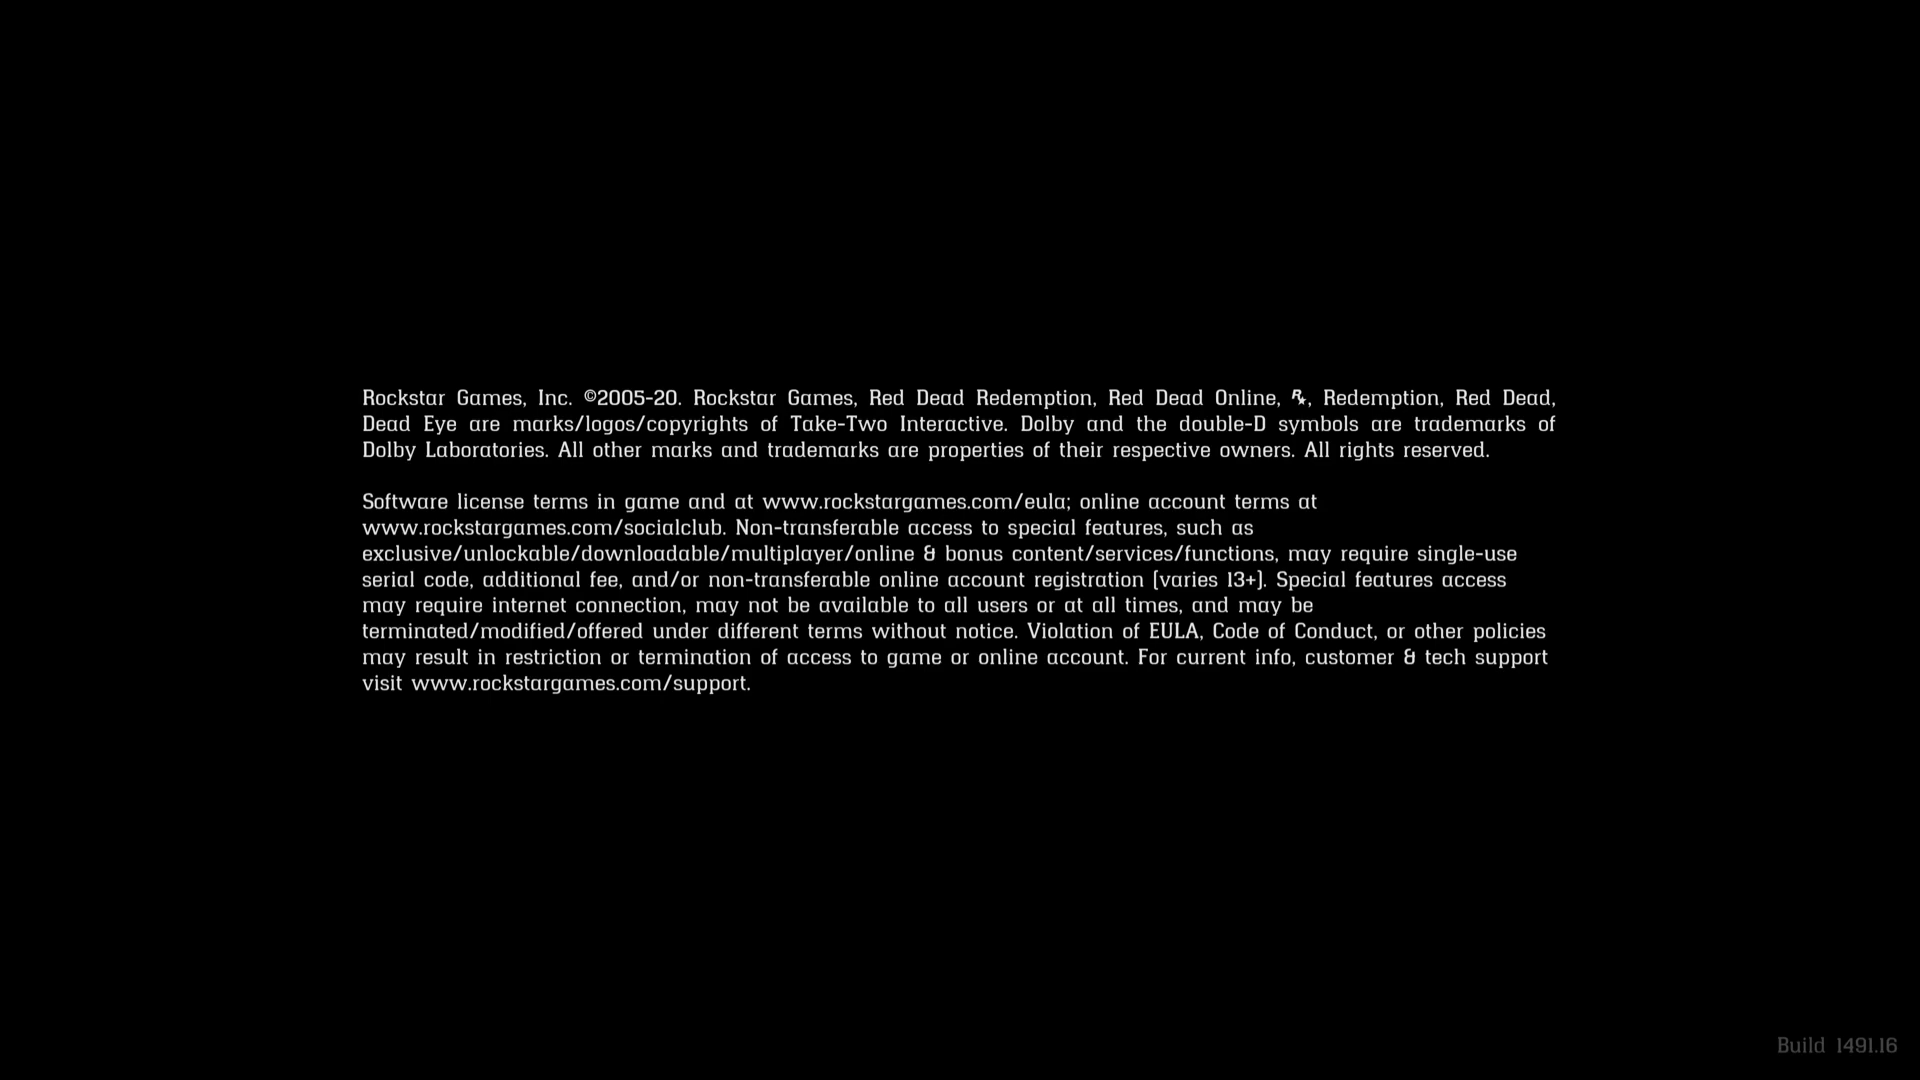 Rockstar Games, Inc. ©2005-20. Rockstar Games, Red Dead Redemption, Red Dead Online, R★, Redemption, Red Dead,
Dead Eye are marks/logos/copyrights of Take-Two Interactive. Dolby and the double-D symbols are trademarks of
Dolby Laboratories. All other marks and trademarks are properties of their respective owners. All rights reserved.
Software license terms in game and at www.rockstargames.com/eula; online account terms at
www.rockstargames.com/socialclub. Non-transferable access to special features, such as
exclusive/unlockable/downloadable/multiplayer/online & bonus content/services/functions, may require single-use
serial code, additional fee, and/or non-transferable online account registration (varies 13+). Special features access
may require internet connection, may not be available to all users or at all times, and may be
terminated/modified/offered under different terms without notice. Violation of EULA, Code of Conduct, or other policies
may result in restriction or termination of access to game or online account. For current info, customer & tech support
visit www.rockstargames.com/support.
Build 1491.16